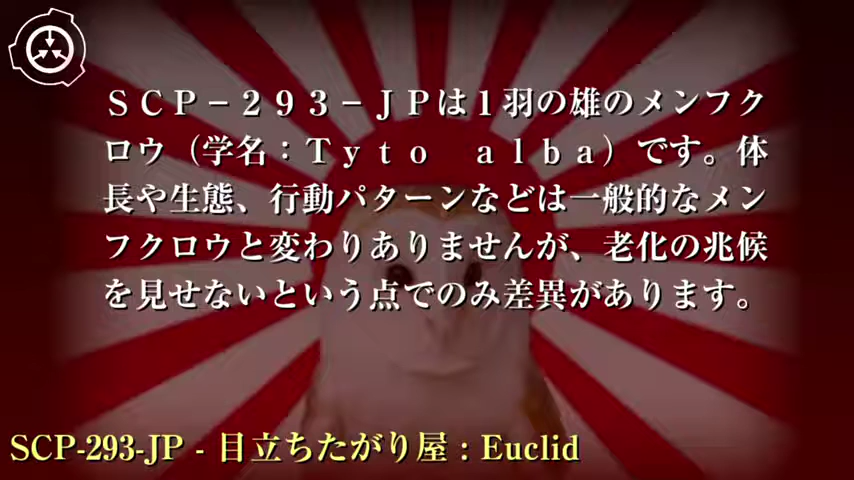 ＳＣＰ－２９３－ＪＰは１羽の雄のメンフク
ロウ（学名：Ｔｙｔｏ　ａｌｂａ）です。体
長や生態、行動パターンなどは一般的なメン
フクロウと変わりありませんが、老化の兆候
を見せないという点でのみ差異があります。
SCP-293-JP - 目立ちたがり屋 : Euclid